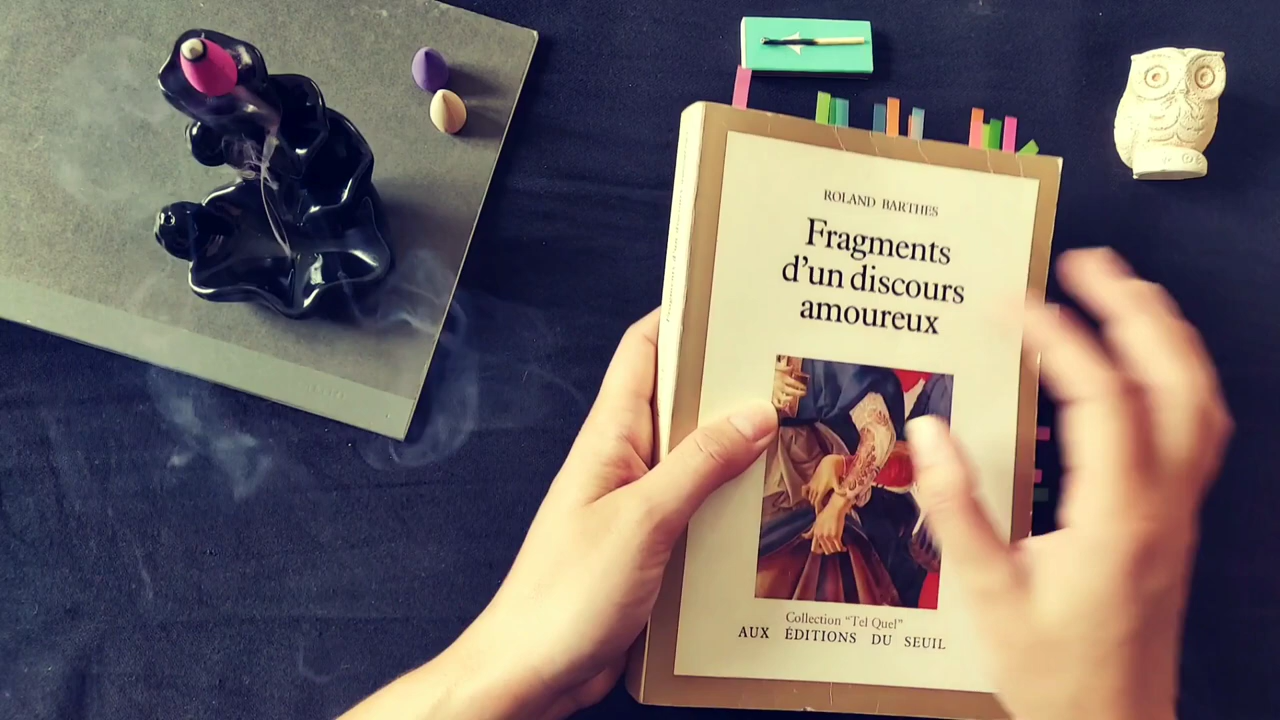 ROLAND BARTHES
Fragments
d'un discours
amoureux
Collection "Tel Quel"
AUX ÉDITIONS DU SEUIL